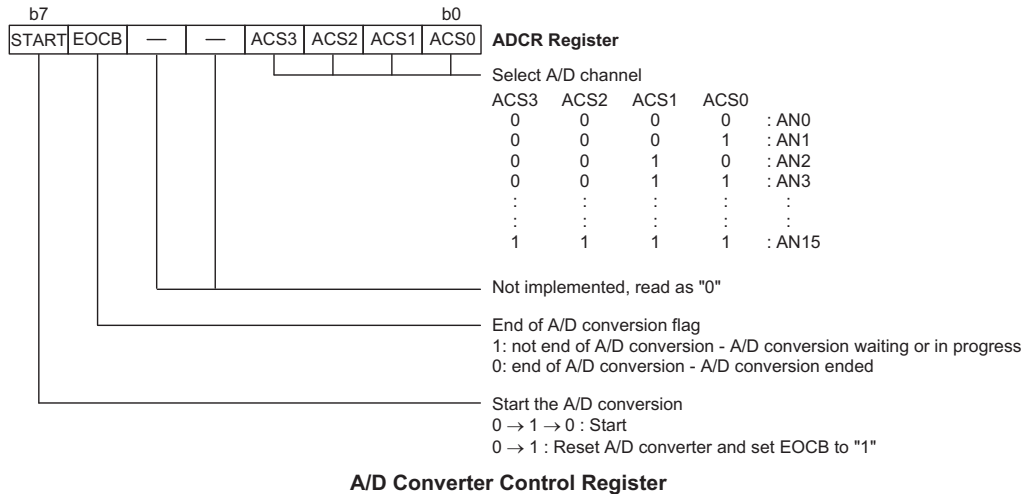 b7 b0
START EOCB — — ACS3 ACS2 ACS1 ACS0 ADCR Register
Select A/D channel
ACS3 ACS2 ACS1 ACS0
0 0 0 0 : AN0
0 0 0 1 : AN1
0 0 1 0 : AN2
0 0 1 1 : AN3
: : : : :
: : : : :
1 1 1 1 : AN15
Not implemented, read as "0"
End of A/D conversion flag
1: not end of A/D conversion - A/D conversion waiting or in progress
0: end of A/D conversion - A/D conversion ended
Start the A/D conversion
0 → 1 → 0 : Start
0 → 1 : Reset A/D converter and set EOCB to "1"
A/D Converter Control Register